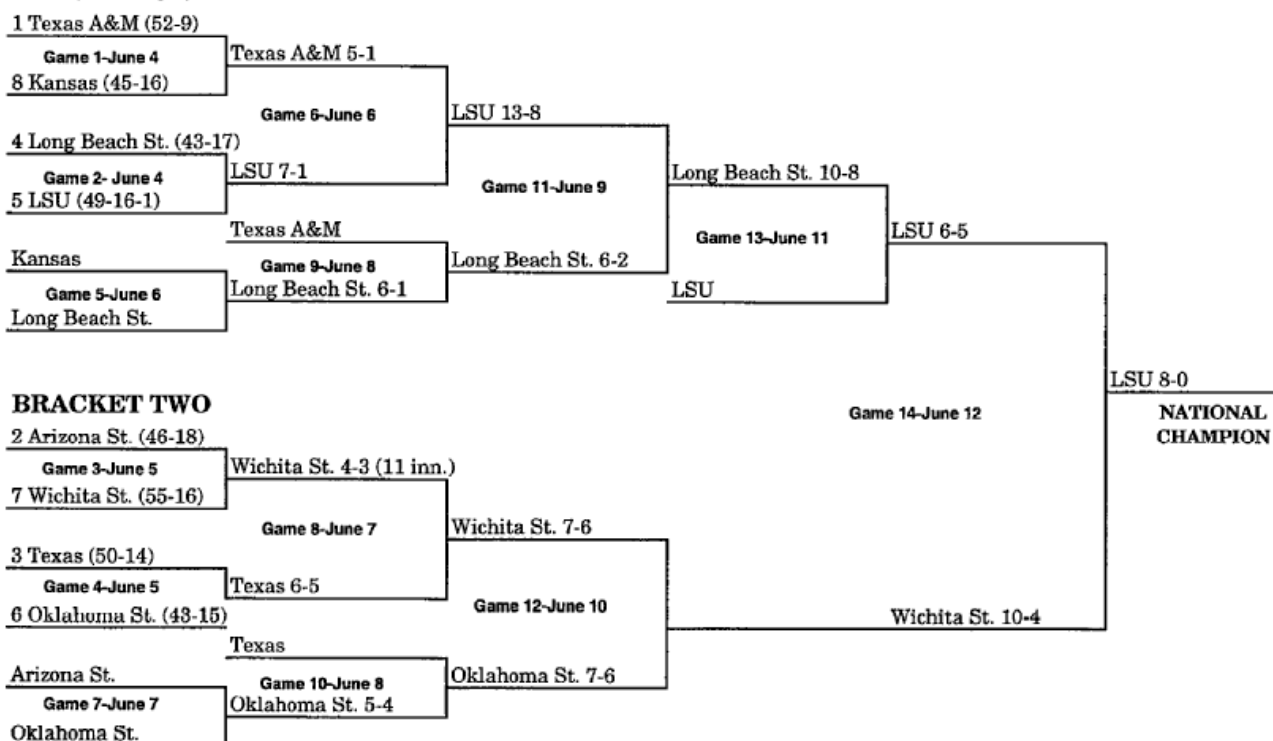 1 Texas A&M (52-9)
Game 1-June 4
8 Kansas (45-16)
Texas A&M 5-1
Game 6-June 6
4 Long Beach St. (43-17)
Game 2- June 4
5 LSU (49-16-1)
LSU 7-1
LSU 13-8
Game 11-June 9
Kansas
Game 5-June 6
Long Beach St.
Texas A&M
Game 9-June 8
Long Beach St. 6-1
Long Beach St. 6-2
Long Beach St. 10-8
Game 13-June 11
LSU
LSU 6-5
BRACKET TWO
2 Arizona St. (46-18)
Game 3-June 5
7 Wichita St. (55-16)
Wichita St. 4-3 (11 inn.)
Game 8-June 7
3 Texas (50-14)
Game 4-June 5
6 Oklahoma St. (43-15)
Texas 6-5
Wichita St. 7-6
Game 12-June 10
Arizona St.
Game 7-June 7
Oklahoma St.
Texas
Game 10-June 8
Oklahoma St. 5-4
Oklahoma St. 7-6
Wichita St. 10-4
Game 14-June 12
LSU 8-0
NATIONAL
CHAMPION